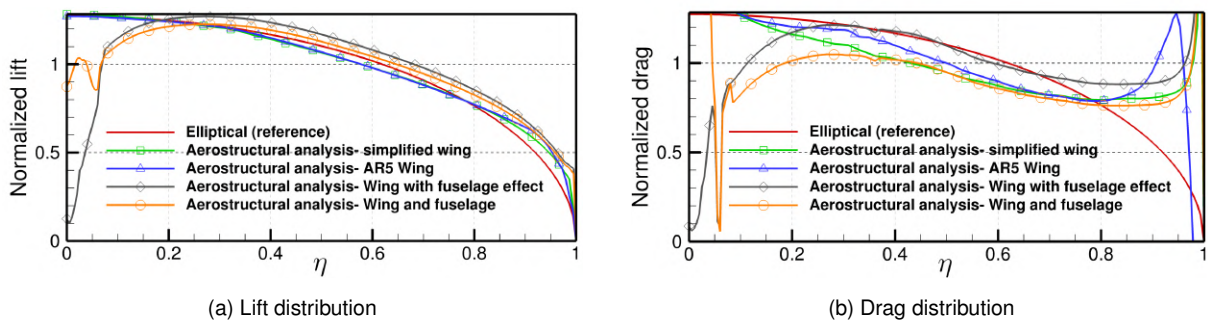 Normalized lift
1
0.5
0
Elliptical (reference)
Aerostructural analysis- simplified wing
Aerostructural analysis- AR5 Wing
Aerostructural analysis- Wing with fuselage effect
Aerostructural analysis- Wing and fuselage
0 0.2 0.4 0.6 0.8 1
η
(a) Lift distribution
Normalized drag
1
0.5
0
Elliptical (reference)
Aerostructural analysis- simplified wing
Aerostructural analysis- AR5 Wing
Aerostructural analysis- Wing with fuselage effect
Aerostructural analysis- Wing and fuselage
0 0.2 0.4 0.6 0.8 1
η
(b) Drag distribution